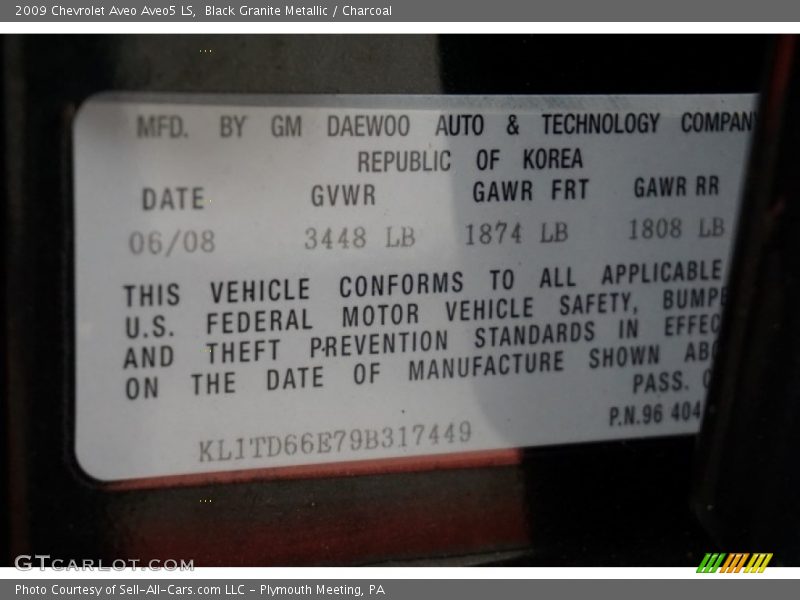 2009 Chevrolet Aveo Aveo5 LS, Black Granite Metallic / Charcoal
MFD. BY GM DAEWOO AUTO & TECHNOLOGY COMPANY
REPUBLIC OF KOREA
DATE GVWR GAWR FRT GAWR RR
06/08 3448 LB 1874 LB 1808 LB
THIS VEHICLE CONFORMS TO ALL APPLICABLE
U.S. FEDERAL MOTOR VEHICLE SAFETY, BUMPE
AND THEFT PREVENTION STANDARDS IN EFFEC
ON THE DATE OF MANUFACTURE SHOWN ABO
PASS.
P.N.96 404
KL1TD66E79B317449
GTCARLOT.COM
Photo Courtesy of Sell-All-Cars.com LLC - Plymouth Meeting, PA